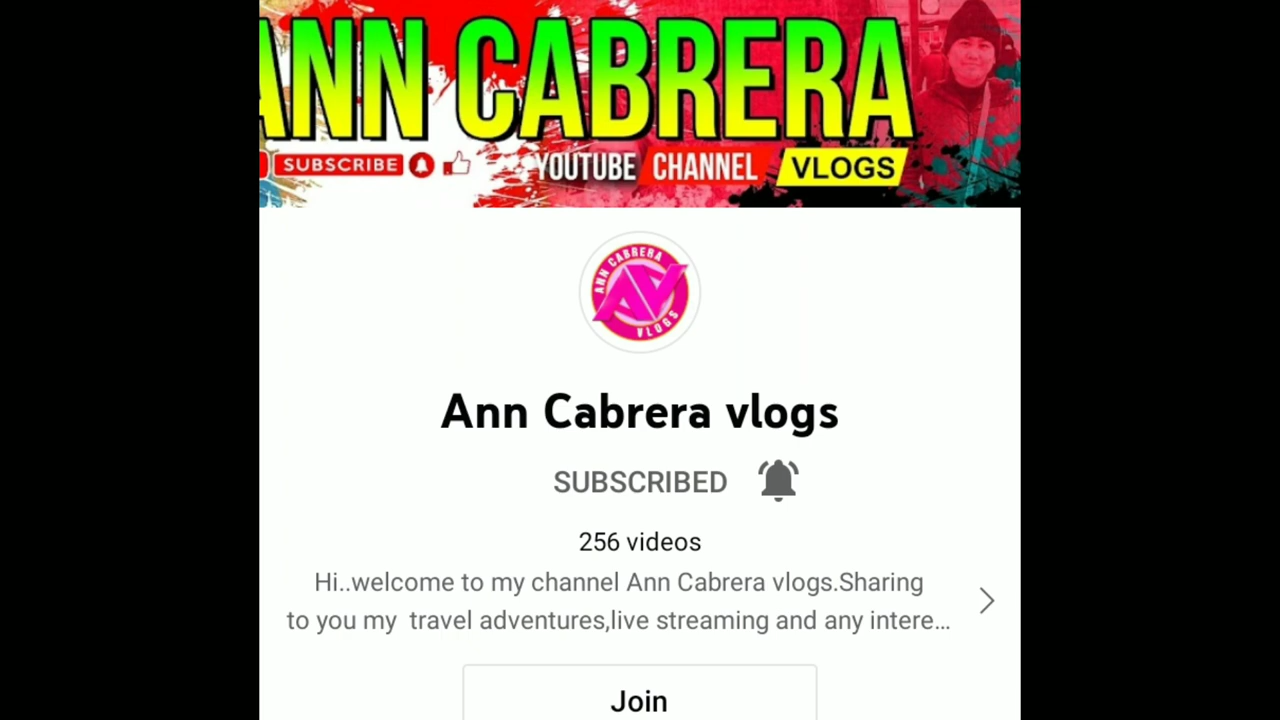 ANN CABRERA
SUBSCRIBE
YOUTUBE CHANNEL VLOGS
ANN CABRERA
AV
VLOGS
Ann Cabrera vlogs
SUBSCRIBED
256 videos
Hi..welcome to my channel Ann Cabrera vlogs.Sharing
to you my  travel adventures,live streaming and any intere...
Join